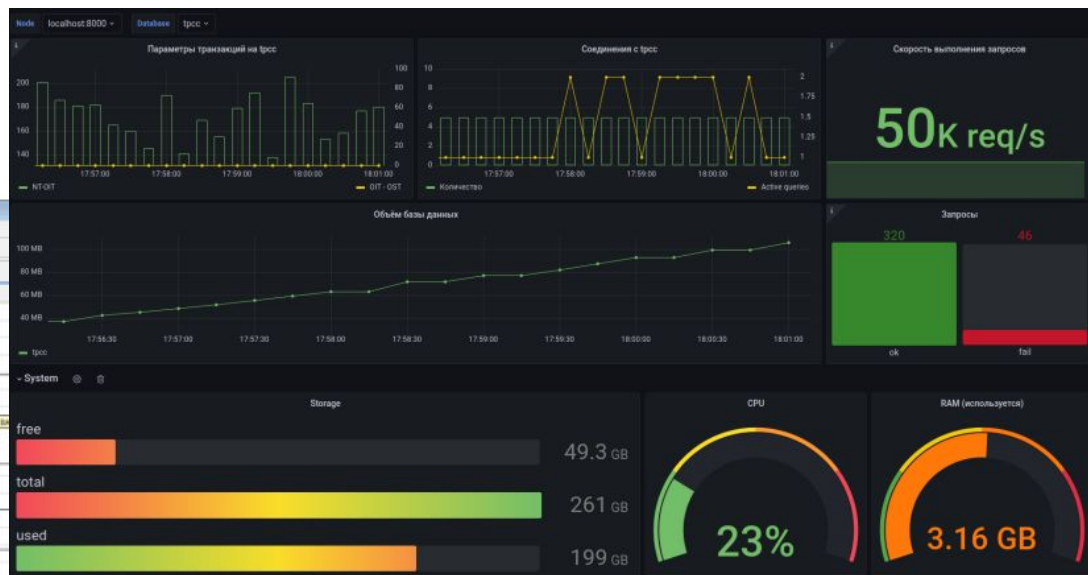 Node localhost:8000 Database tpcc
Параметры транзакций на tpcc
200
180
160
140
100
80
60
40
20
0
17:57:00 17:58:00 17:59:00 18:00:00 18:01:00
NT-OIT OIT - OST
Соединения с tpcc
10
8
6
4
2
0
2
1.75
1.5
1.25
1
17:57:00 17:58:00 17:59:00 18:00:00 18:01:00
Количество Active queries
Скорость выполнения запросов
50K req/s
Объём базы данных
100 MB
80 MB
60 MB
40 MB
17:56:30 17:57:00 17:57:30 17:58:00 17:58:30 17:59:00 17:59:30 18:00:00 18:00:30 18:01:00
tpcc
Запросы
320 46
ok fail
System
Storage
free
49.3 GB
total
261 GB
used
199 GB
CPU
23%
RAM (используется)
3.16 GB